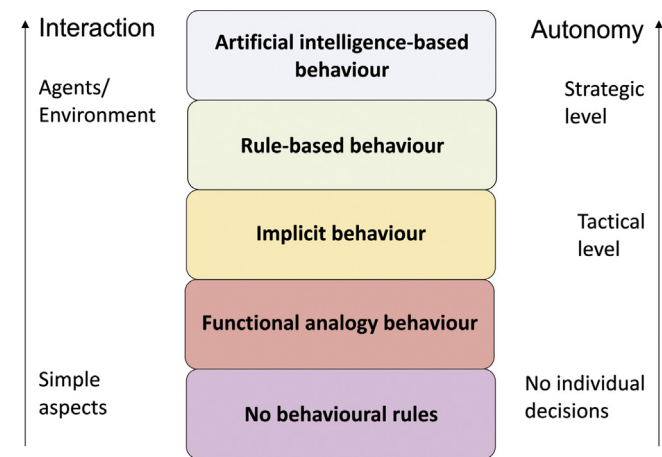 Interaction
Agents/
Environment
Simple
aspects
Artificial intelligence-based
behaviour
Rule-based behaviour
Implicit behaviour
Functional analogy behaviour
No behavioural rules
Autonomy
Strategic
level
Tactical
level
No individual
decisions